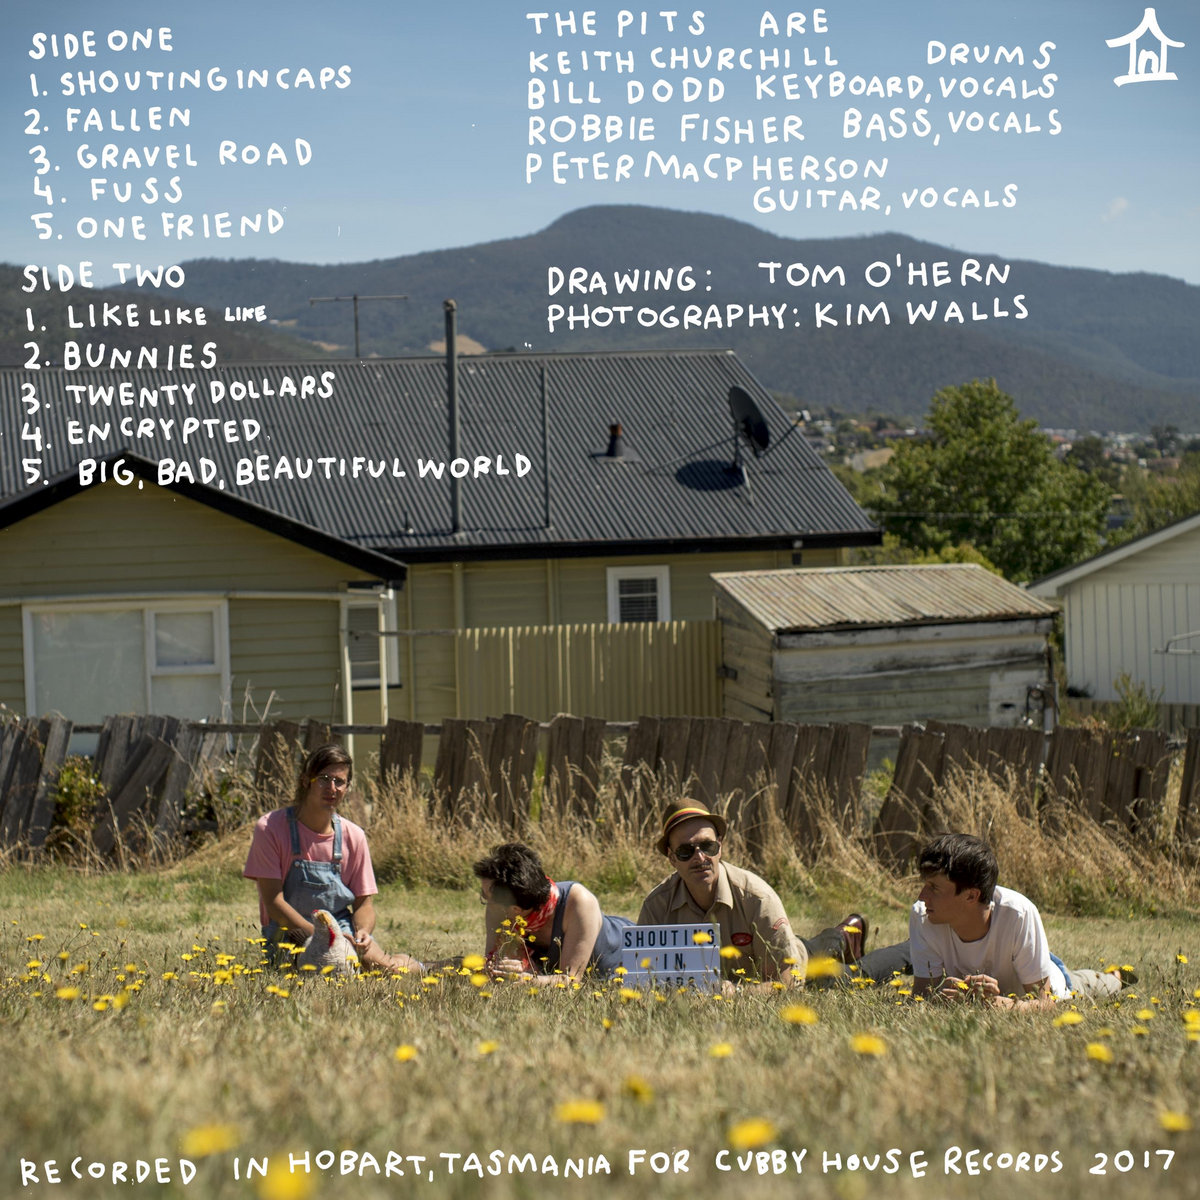 SIDE ONE
1. SHOUTING IN CAPS
2. FALLEN
3. GRAVEL ROAD
4. FUSS
5. ONE FRIEND
SIDE TWO
1. LIKE LIKE LIKE
2. BUNNIES
3. TWENTY DOLLARS
4. ENCRYPTED
5. BIG, BAD, BEAUTIFUL WORLD
THE PITS ARE
KEITH CHURCHILL DRUMS
BILL DODD KEYBOARD, VOCALS
ROBBIE FISHER BASS, VOCALS
PETER MACPHERSON
GUITAR, VOCALS
DRAWING: TOM O'HERN
PHOTOGRAPHY: KIM WALLS
SHOUTING
IN
RECORDED IN HOBART, TASMANIA FOR CUBBY HOUSE RECORDS 2017